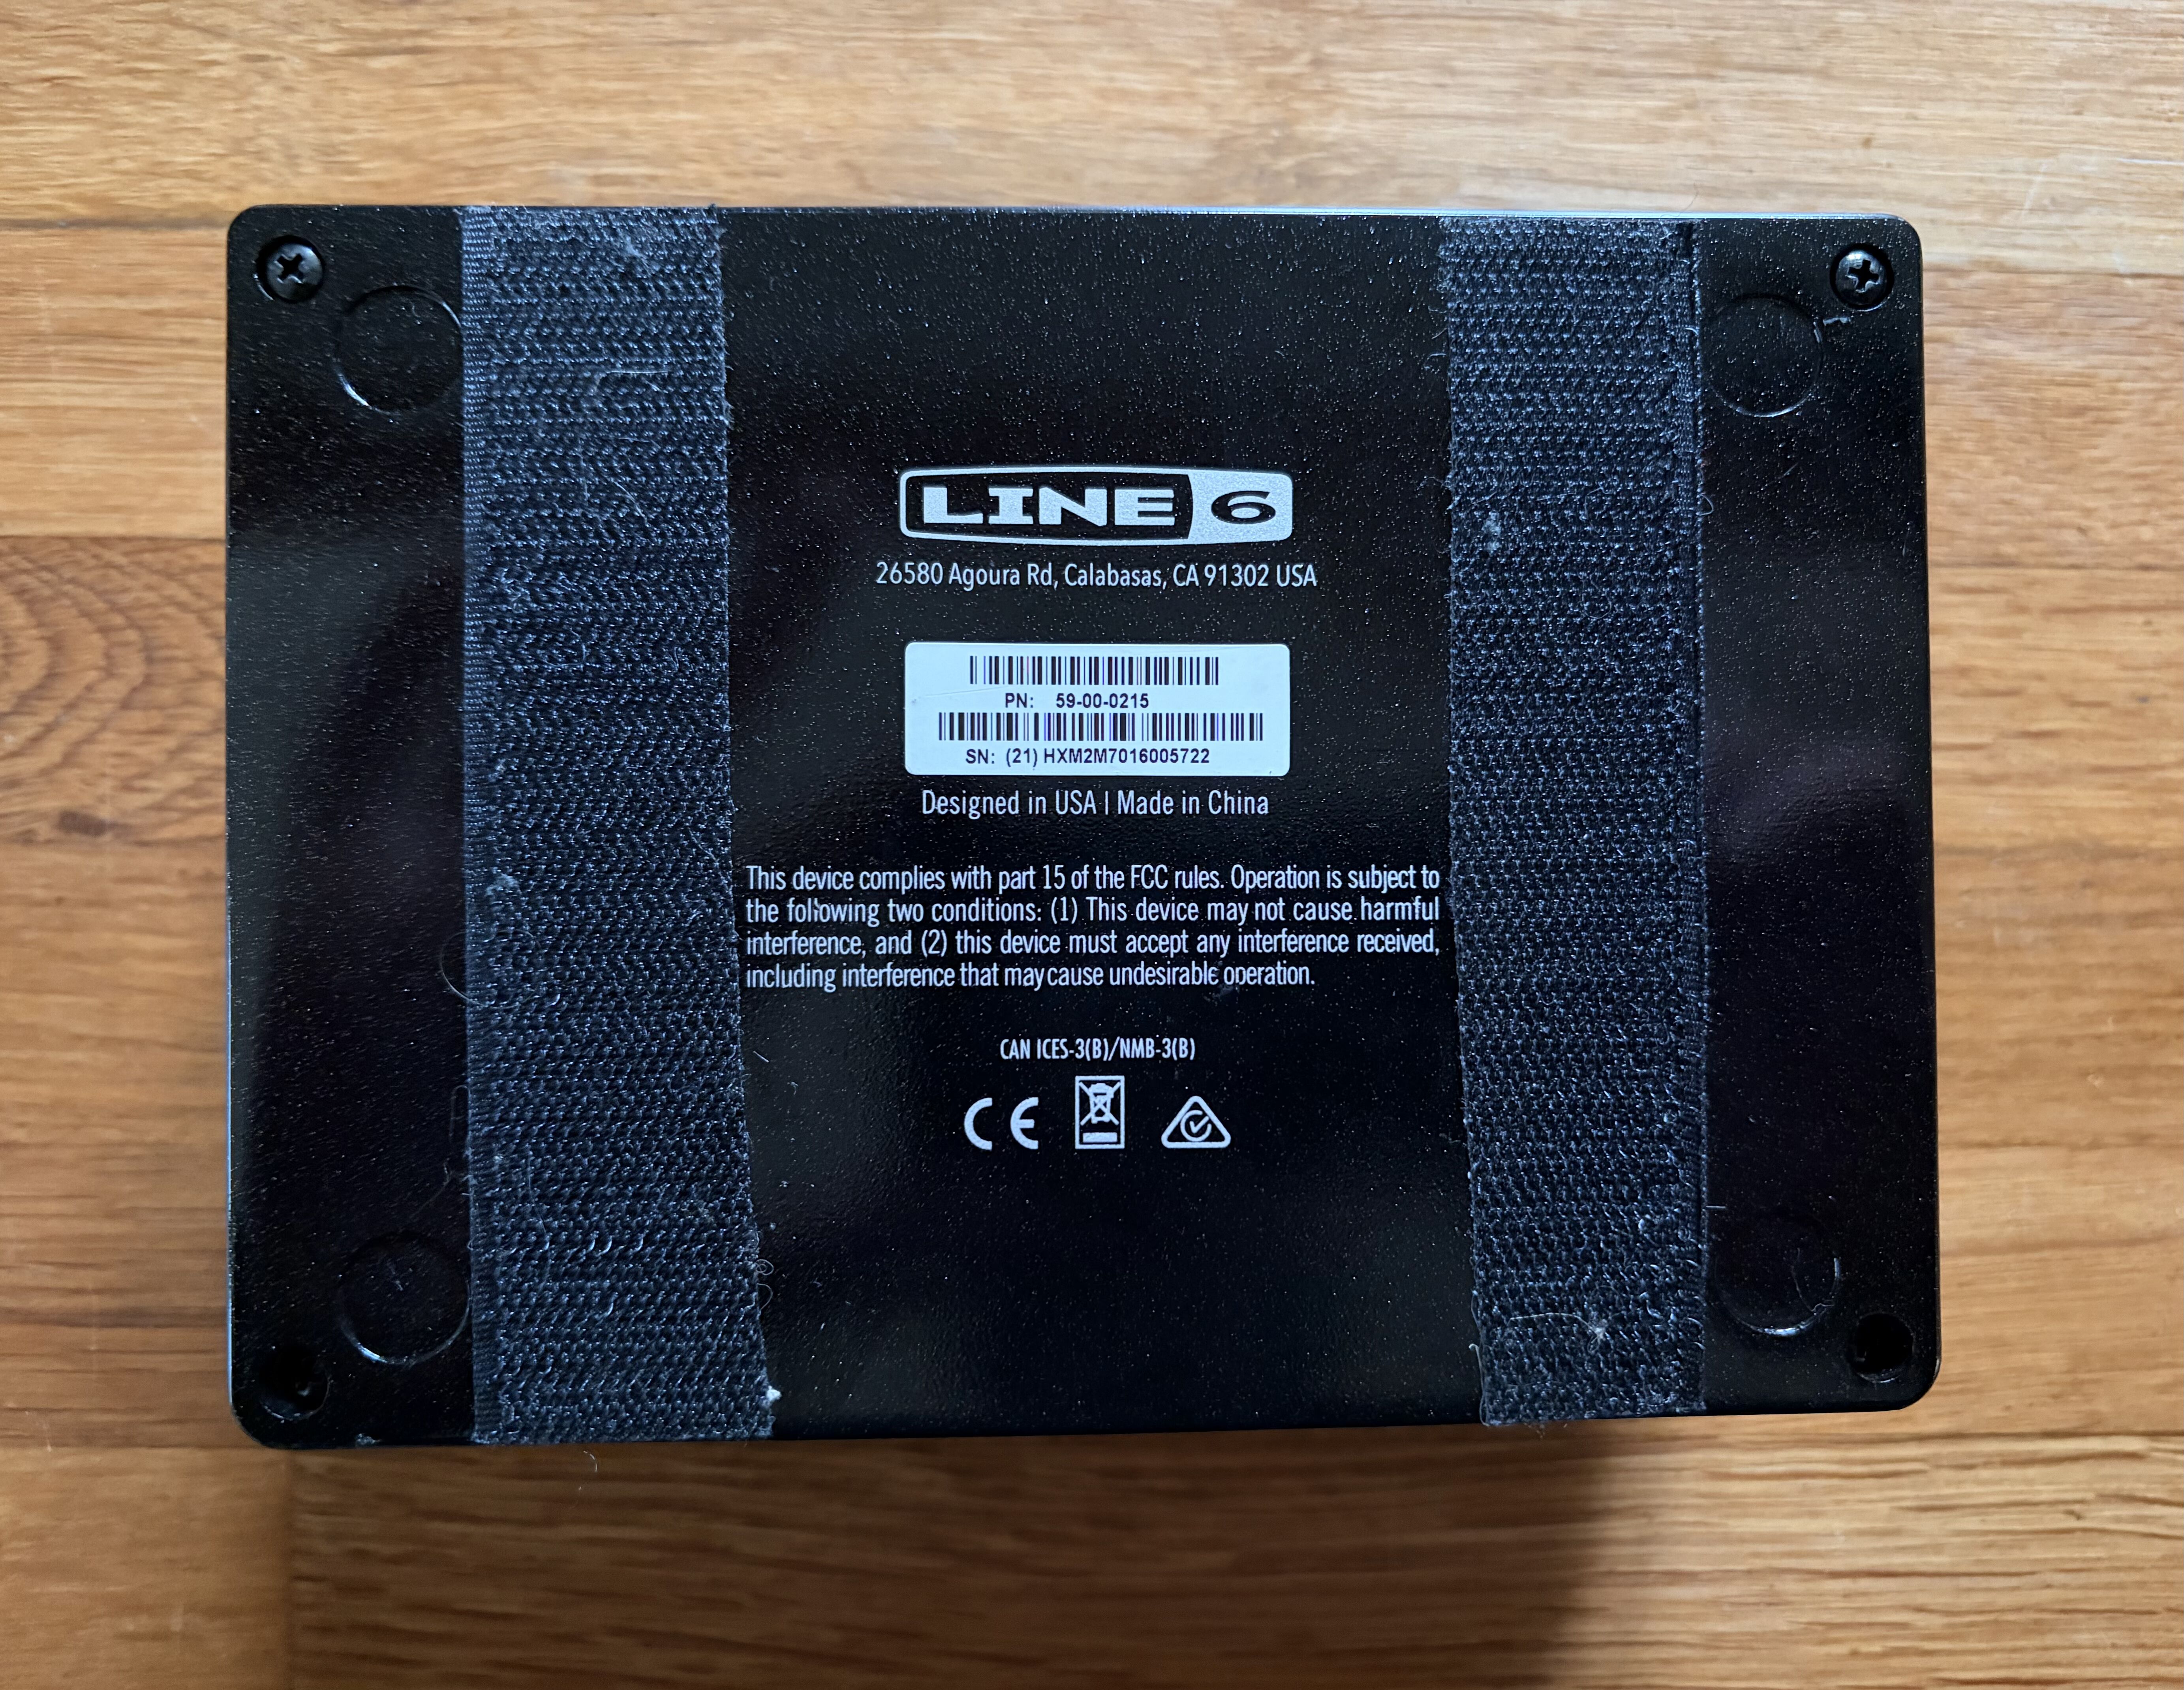 LINE 6
26580 Agoura Rd, Calabasas, CA 91302 USA
PN: 59-00-0215
SN: (21) HXM2M7016005722
Designed in USA | Made in China
This device complies with part 15 of the FCC rules. Operation is subject to
the following two conditions: (1) This device may not cause harmful
interference, and (2) this device must accept any interference received,
including interference that may cause undesirable operation.
CAN ICES-3(B)/NMB-3(B)
CE